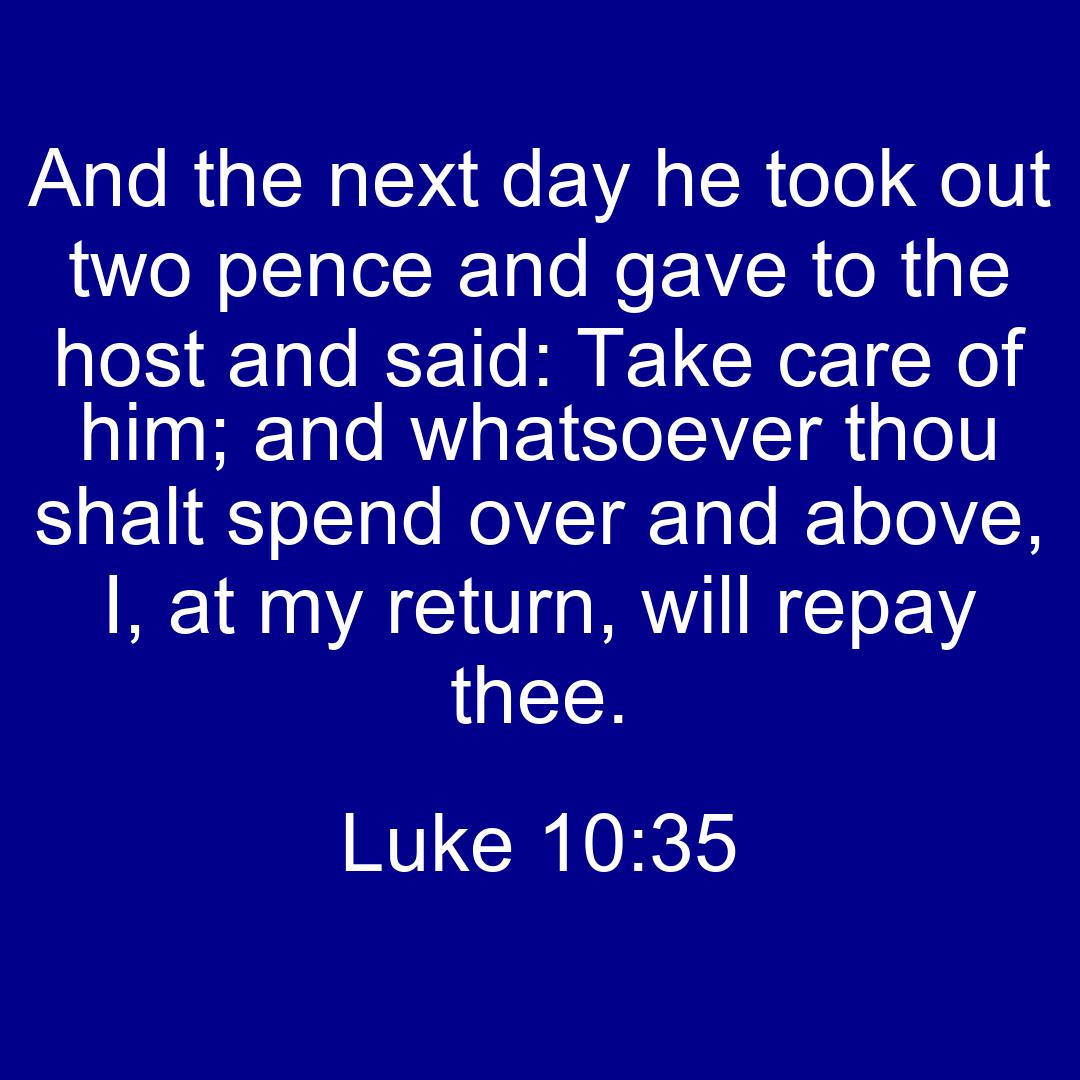 And the next day he took out
two pence and gave to the
host and said: Take care of
him; and whatsoever thou
shalt spend over and above,
I, at my return, will repay
thee.
Luke 10:35